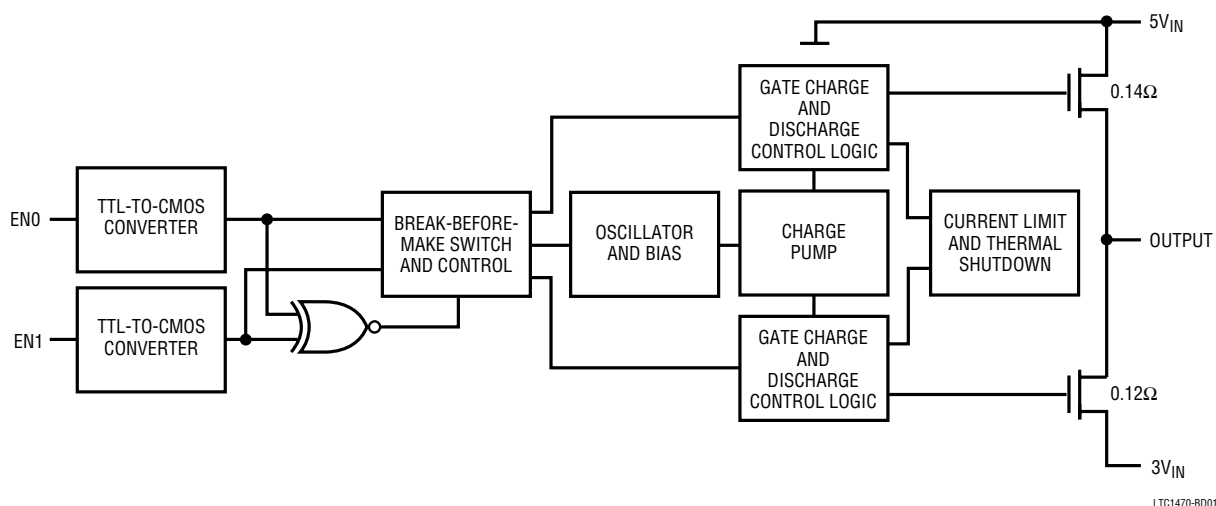 5VIN
GATE CHARGE
AND
DISCHARGE
CONTROL LOGIC
0.14Ω
TTL-TO-CMOS
CONVERTER
EN0
BREAK-BEFORE-
MAKE SWITCH
AND CONTROL
OSCILLATOR
AND BIAS
CHARGE
PUMP
CURRENT LIMIT
AND THERMAL
SHUTDOWN
OUTPUT
EN1
TTL-TO-CMOS
CONVERTER
GATE CHARGE
AND
DISCHARGE
CONTROL LOGIC
0.12Ω
3VIN
LTC1470-BD01